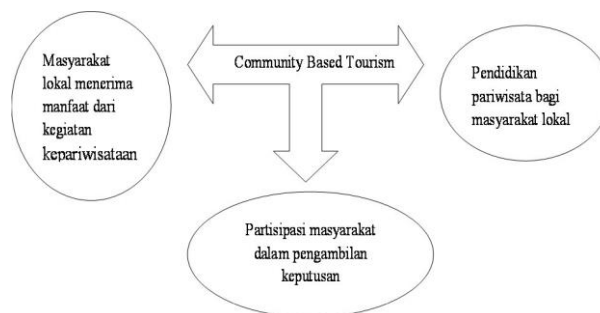 Masyarakat
lokal menerima
manfaat dari
kegiatan
kepariwisataan
Community Based Tourism
Pendidikan
pariwisata bagi
masyarakat lokal
Partisipasi masyarakat
dalam pengambilan
keputusan